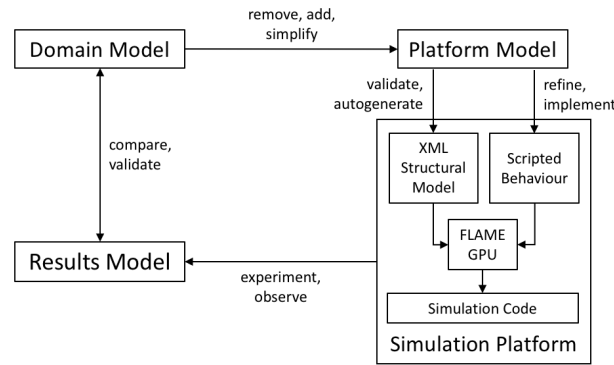 remove, add,
simplify
Domain Model
Platform Model
validate,
autogenerate
refine,
implement
compare,
validate
XML
Structural
Model
Scripted
Behaviour
FLAME
GPU
Results Model
experiment,
observe
Simulation Code
Simulation Platform